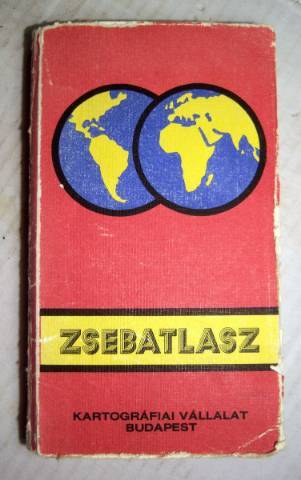 ZSEBATLASZ
KARTOGRÁFIAI VÁLLALAT
BUDAPEST